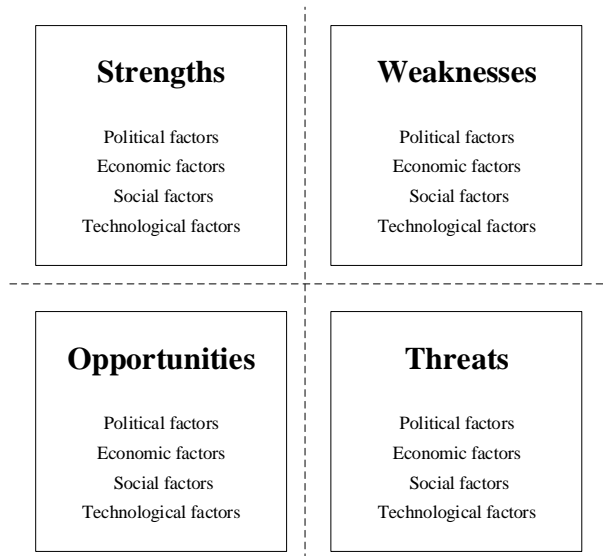 Strengths
Political factors
Economic factors
Social factors
Technological factors
Weaknesses
Political factors
Economic factors
Social factors
Technological factors
Opportunities
Political factors
Economic factors
Social factors
Technological factors
Threats
Political factors
Economic factors
Social factors
Technological factors